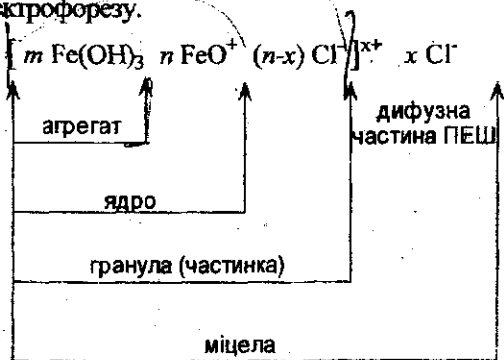 ктрофорезу.
[ m Fe(OH)₃ n FeO⁺ (n-x) Cl⁻]ˣ⁺ x Cl⁻
агрегат
дифузна
частина ПЕШ
ядро
гранула (частинка)
міцела